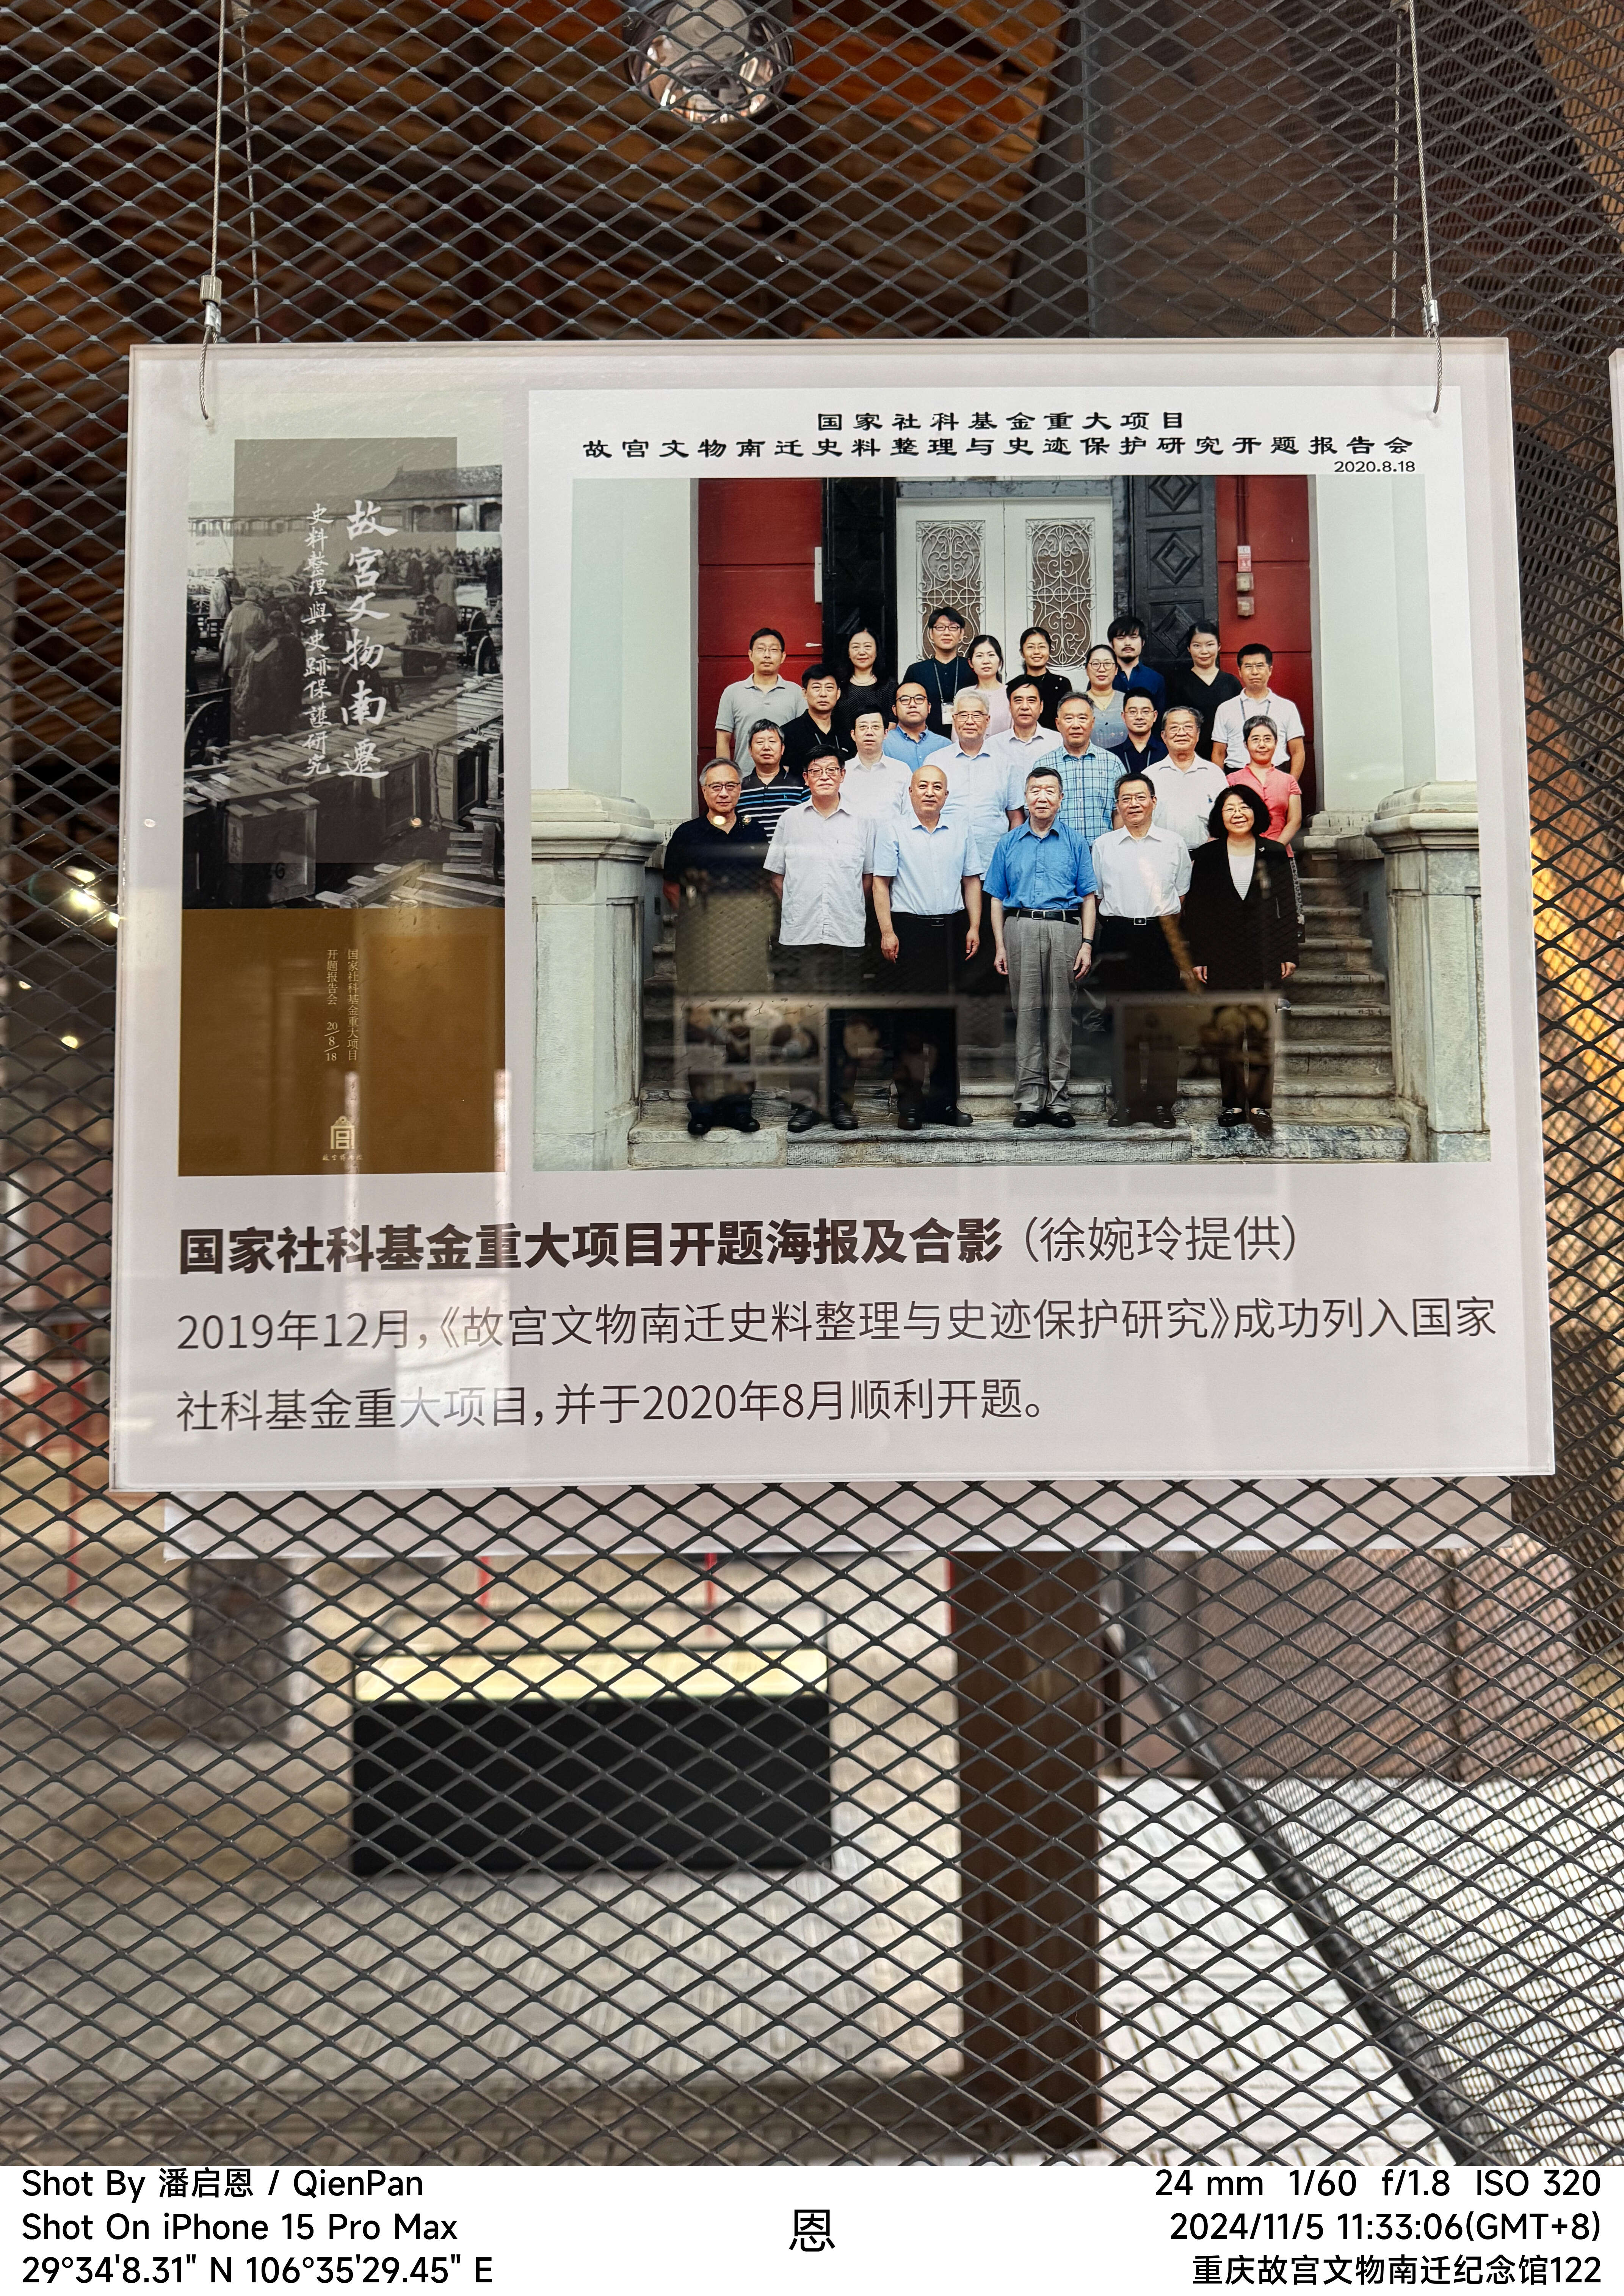 国家社科基金重大项目
故宫文物南迁史料整理与史迹保护研究开题报告会
2020.8.18
故宫文物南遷
史料整理與史跡保護研究
16
国家社科基金重大项目
开题报告会 20/8/18
故宫博物院
国家社科基金重大项目开题海报及合影（徐婉玲提供）
2019年12月，《故宫文物南迁史料整理与史迹保护研究》成功列入国家
社科基金重大项目，并于2020年8月顺利开题。
Shot By 潘启恩 / QienPan
Shot On iPhone 15 Pro Max
29°34'8.31" N 106°35'29.45" E
恩
24 mm 1/60 f/1.8 ISO 320
2024/11/5 11:33:06(GMT+8)
重庆故宫文物南迁纪念馆122